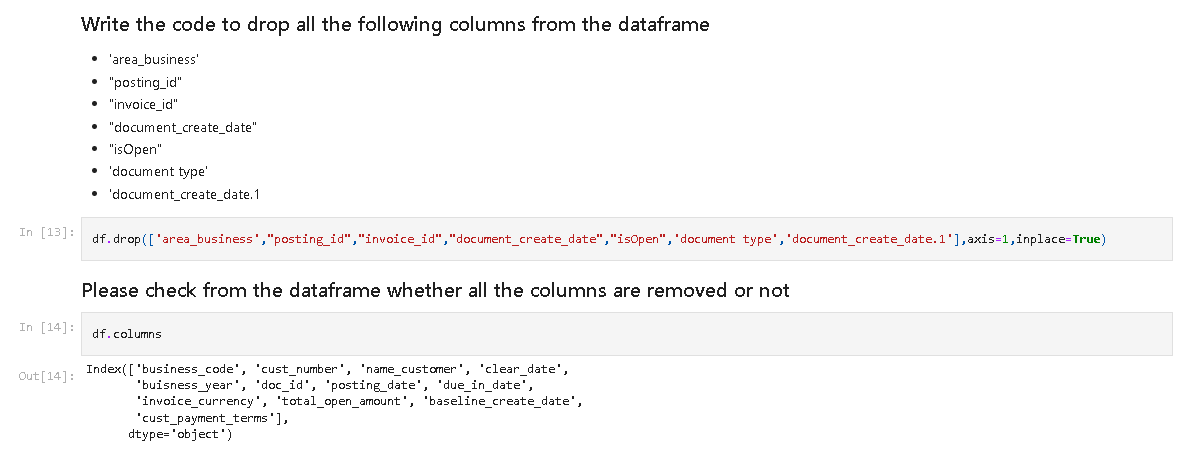 Write the code to drop all the following columns from the dataframe
'area_business'
"posting_id"
"invoice_id"
"document_create_date"
"isOpen"
'document type'
'document_create_date.1
In [13]:
df.drop(['area_business',"posting_id","invoice_id","document_create_date","isOpen",'document type','document_create_date.1'],axis=1,inplace=True)
Please check from the dataframe whether all the columns are removed or not
In [14]:
df.columns
Out[14]:
Index(['business_code', 'cust_number', 'name_customer', 'clear_date',
'buisness_year', 'doc_id', 'posting_date', 'due_in_date',
'invoice_currency', 'total_open_amount', 'baseline_create_date',
'cust_payment_terms'],
dtype='object')